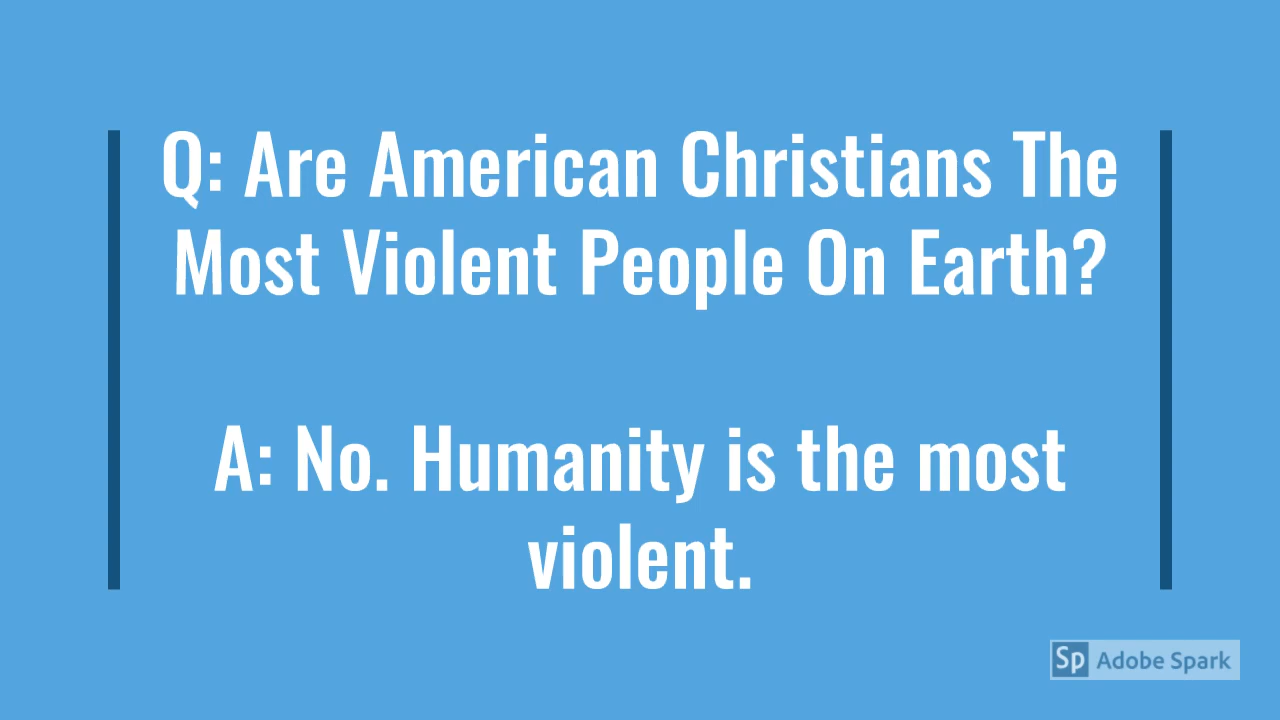 Q: Are American Christians The
Most Violent People On Earth?
A: No. Humanity is the most
violent.
Sp Adobe Spark